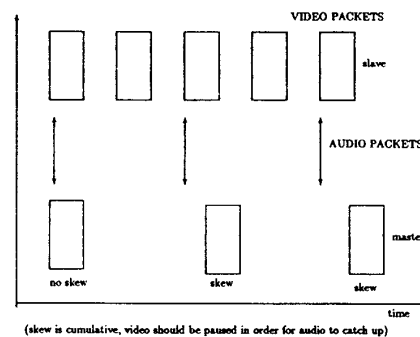 VIDEO PACKETS
slave
AUDIO PACKETS
maste
no skew
skew
skew
time
(skew is cumulative, video should be paused in order for audio to catch up)